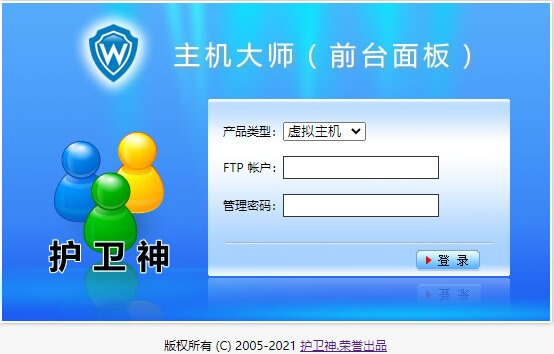 W
主机大师（前台面板）
产品类型：虚拟主机
FTP 帐户：
管理密码：
护卫神
登 录
版权所有 (C) 2005-2021 护卫神.荣誉出品